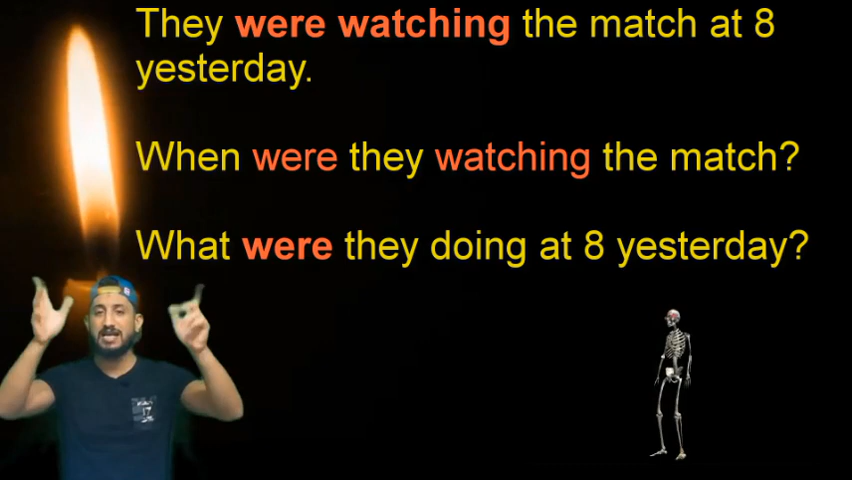 They were watching the match at 8
yesterday.
When were they watching the match?
What were they doing at 8 yesterday?